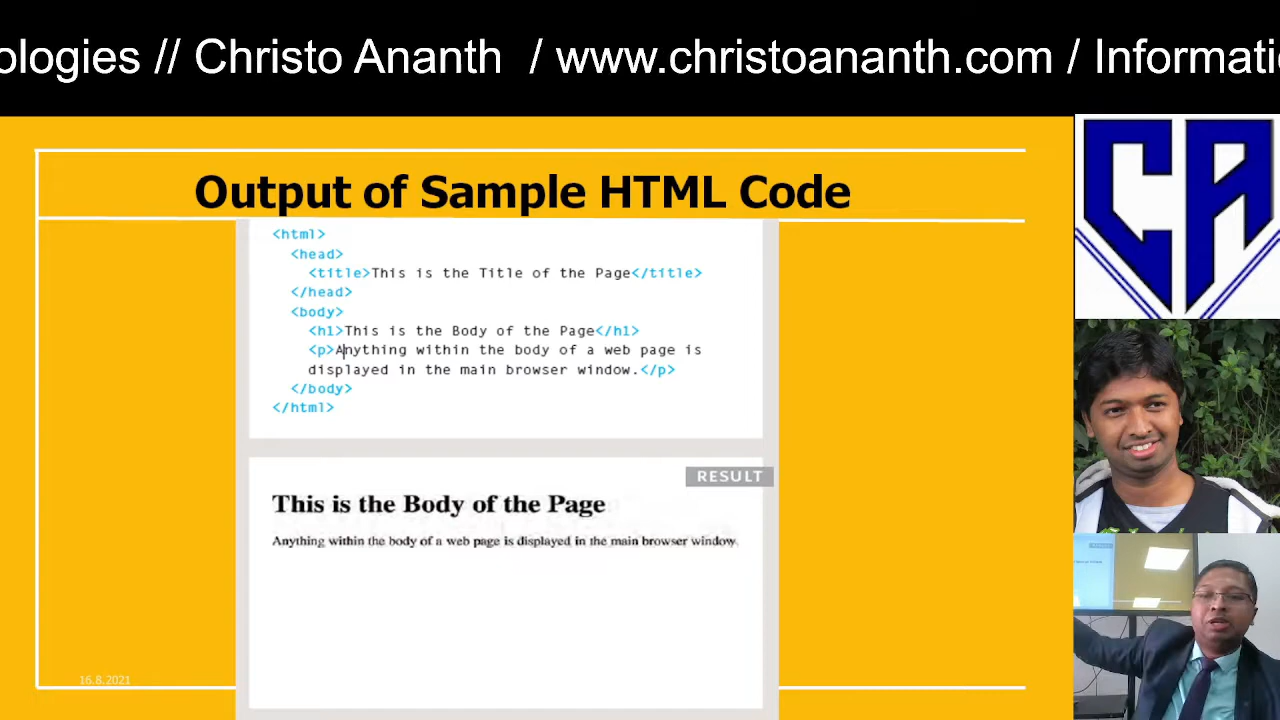 ologies // Christo Ananth / www.christoananth.com / Informati
CA
Output of Sample HTML Code
<html>
<head>
<title>This is the Title of the Page</title>
</head>
<body>
<h1>This is the Body of the Page</h1>
<p>Anything within the body of a web page is
displayed in the main browser window.</p>
</body>
</html>
RESULT
This is the Body of the Page
Anything within the body of a web page is displayed in the main browser window.
16.8.2021